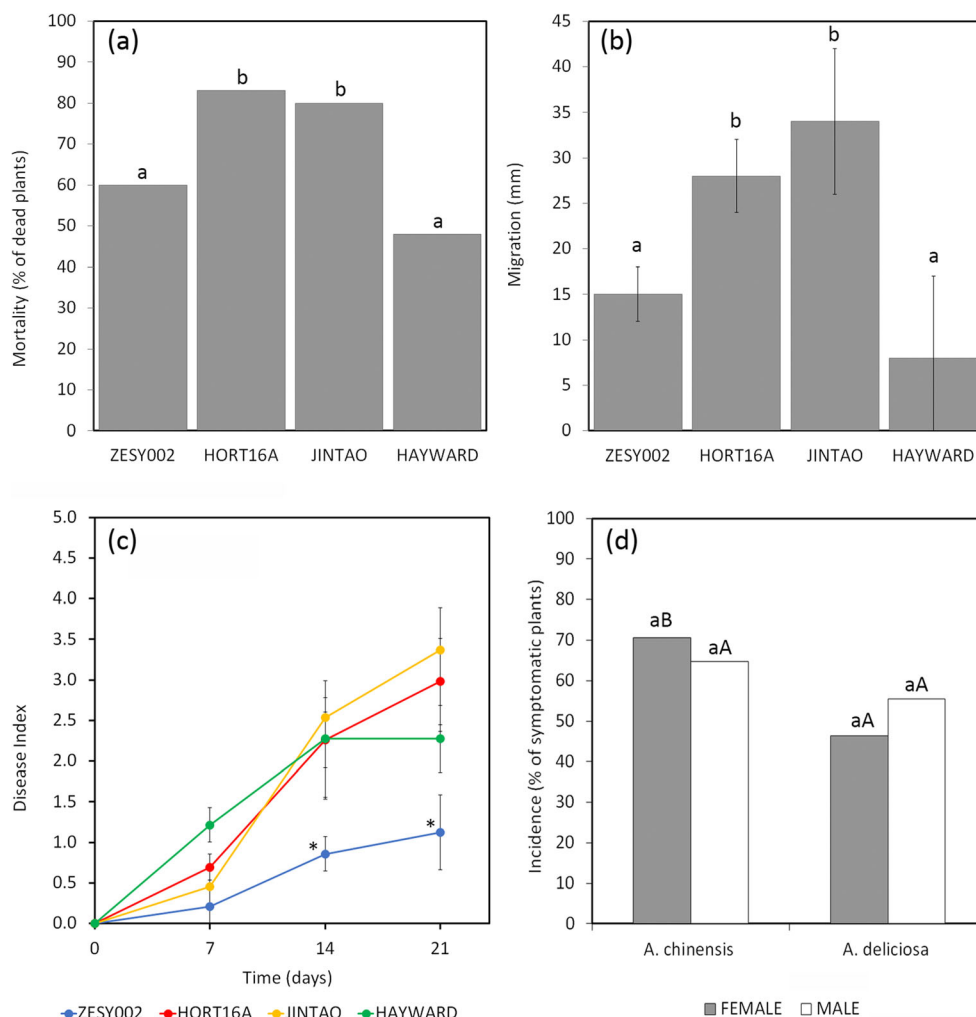 (a)
Mortality (% of dead plants)
100
90
80
70
60
50
40
30
20
10
0
a
b
b
a
ZESY002 HORT16A JINTAO HAYWARD
(b)
Migration (mm)
45
40
35
30
25
20
15
10
5
0
a
b
b
a
ZESY002 HORT16A JINTAO HAYWARD
(c)
Disease Index
5.0
4.5
4.0
3.5
3.0
2.5
2.0
1.5
1.0
0.5
0.0
*
*
0 7 14 21
Time (days)
ZESY002 HORT16A JINTAO HAYWARD
(d)
Incidence (% of symptomatic plants)
100
90
80
70
60
50
40
30
20
10
0
aB
aA
aA
aA
A. chinensis A. deliciosa
FEMALE MALE